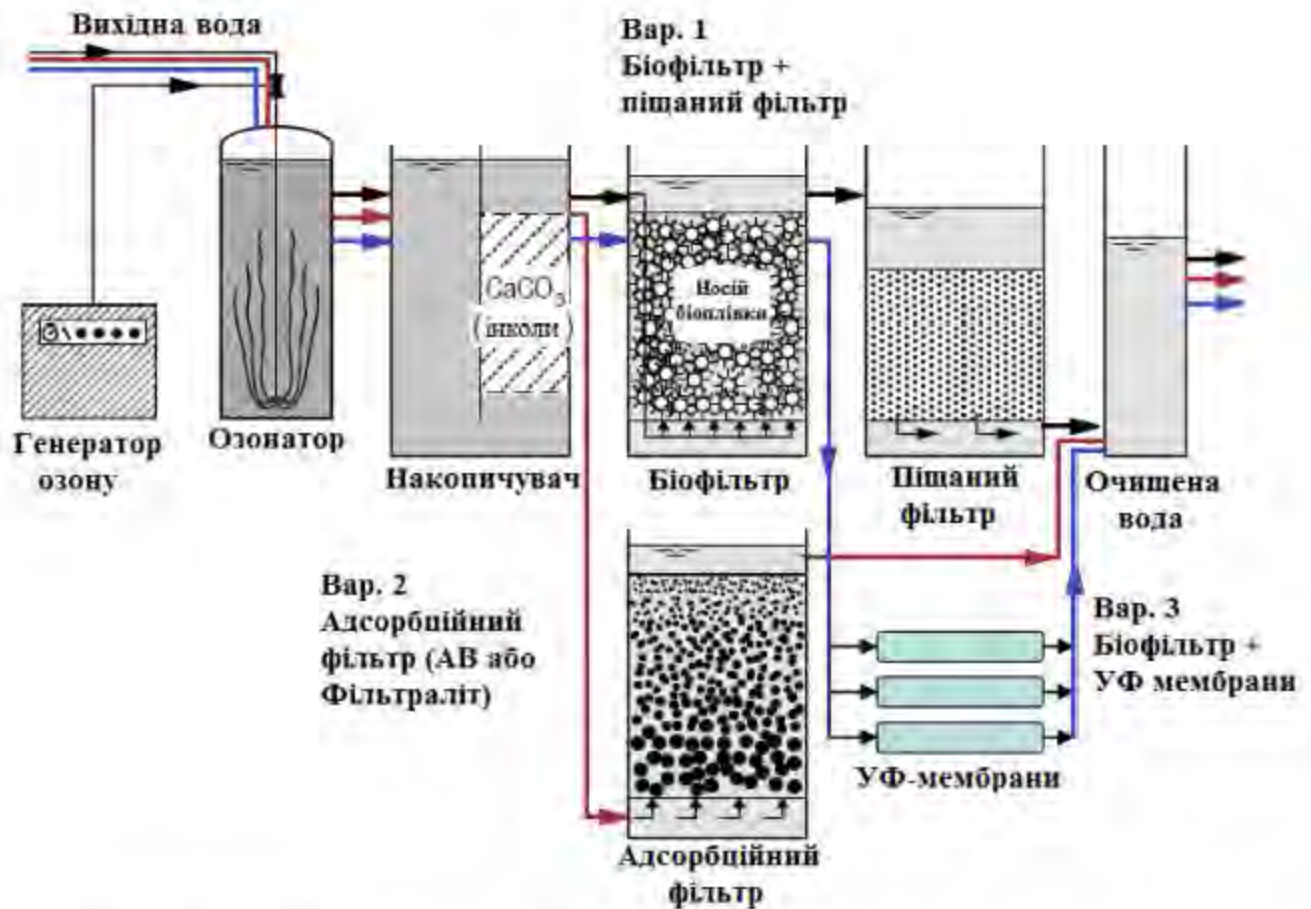 Вихідна вода
Вар. 1
Біофільтр +
піщаний фільтр
CaCO₃
(інколи)
Носій
біоплівки
Генератор
озону
Озонатор
Накопичувач
Біофільтр
Піщаний
фільтр
Очищена
вода
Вар. 2
Адсорбційний
фільтр (АВ або
Фільтраліт)
Вар. 3
Біофільтр +
УФ мембрани
УФ-мембрани
Адсорбційний
фільтр